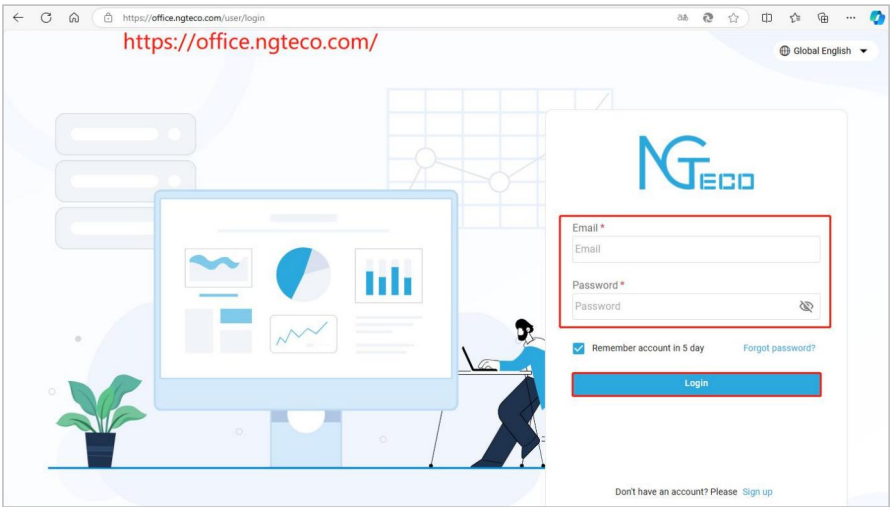 https://office.ngteco.com/user/login
https://office.ngteco.com/
Global English
NGTECO
Email *
Email
Password *
Password
Remember account in 5 day Forgot password?
Login
Don't have an account? Please Sign up